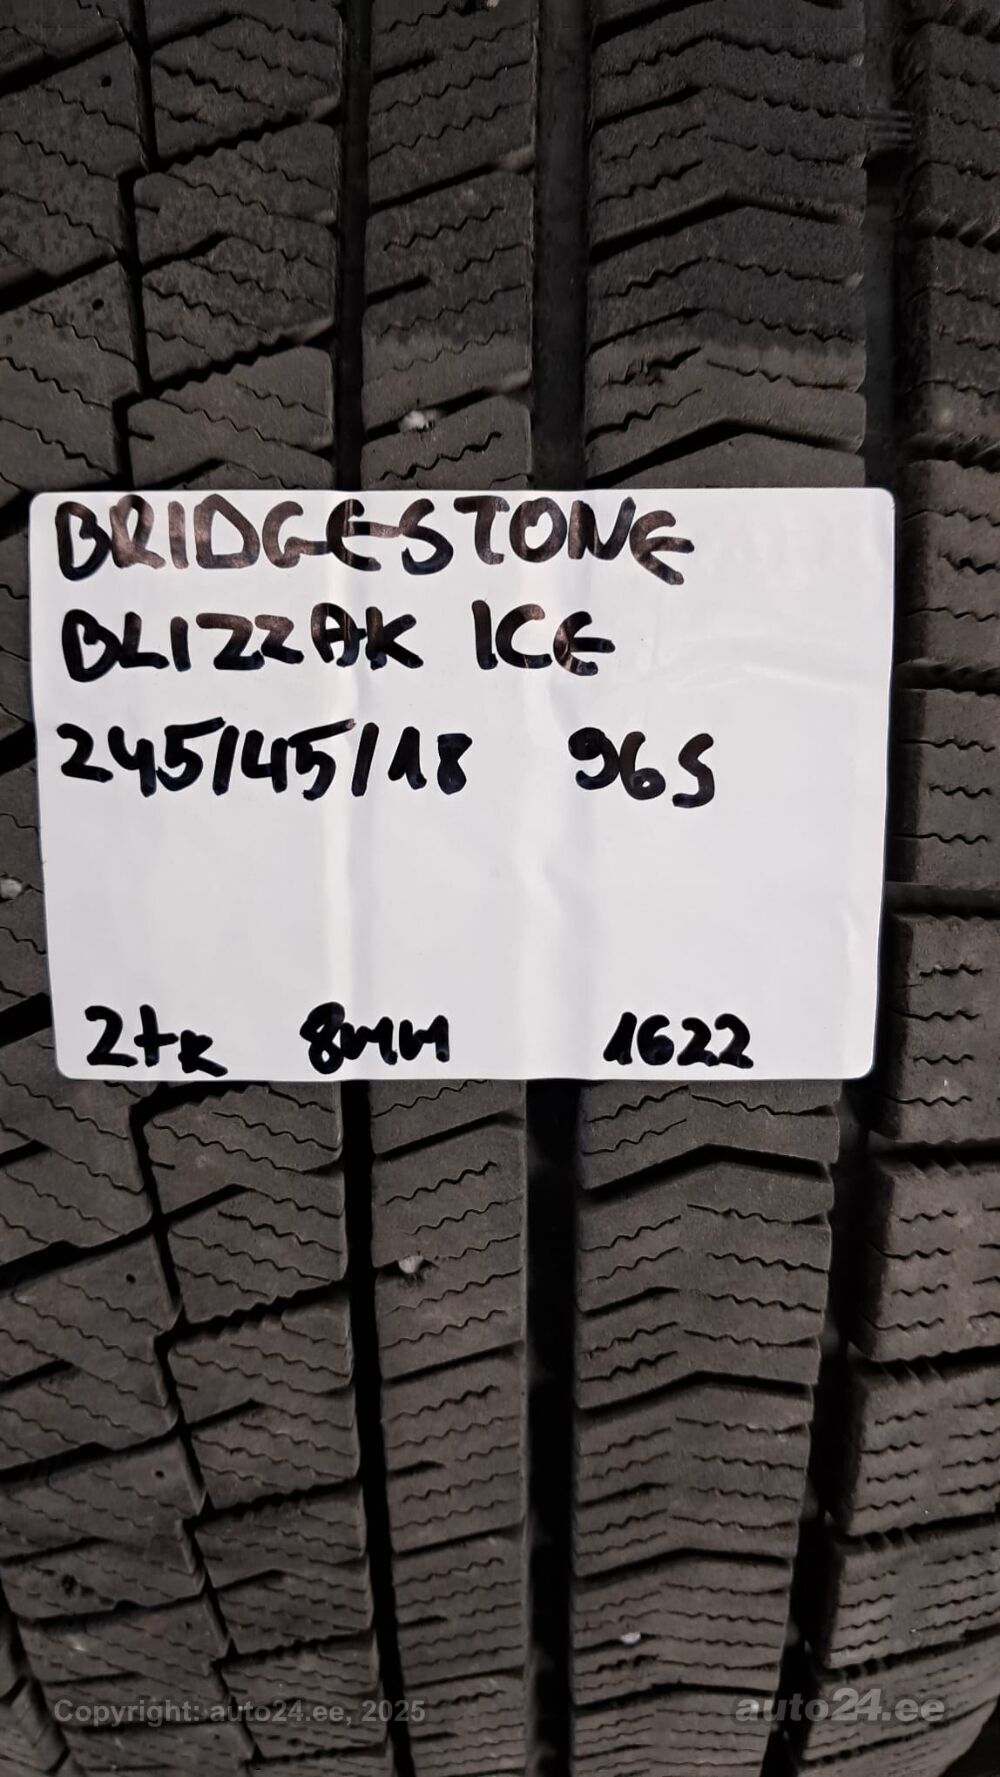 BRIDGESTONE
BLIZZAK ICE
245/45/18 96S
2tk 8mm 1622
Copyright: auto24.ee, 2025 auto24.ee